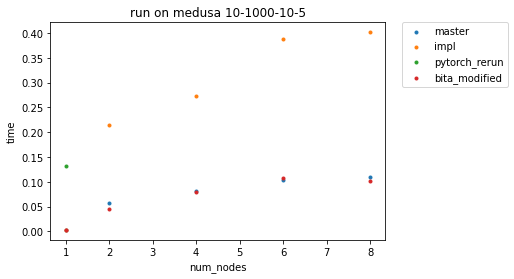 run on medusa 10-1000-10-5
0.40
0.35
0.30
0.25
0.20
0.15
0.10
0.05
0.00
time
1
2
3
4
5
6
7
8
num_nodes
master
impl
pytorch_rerun
bita_modified